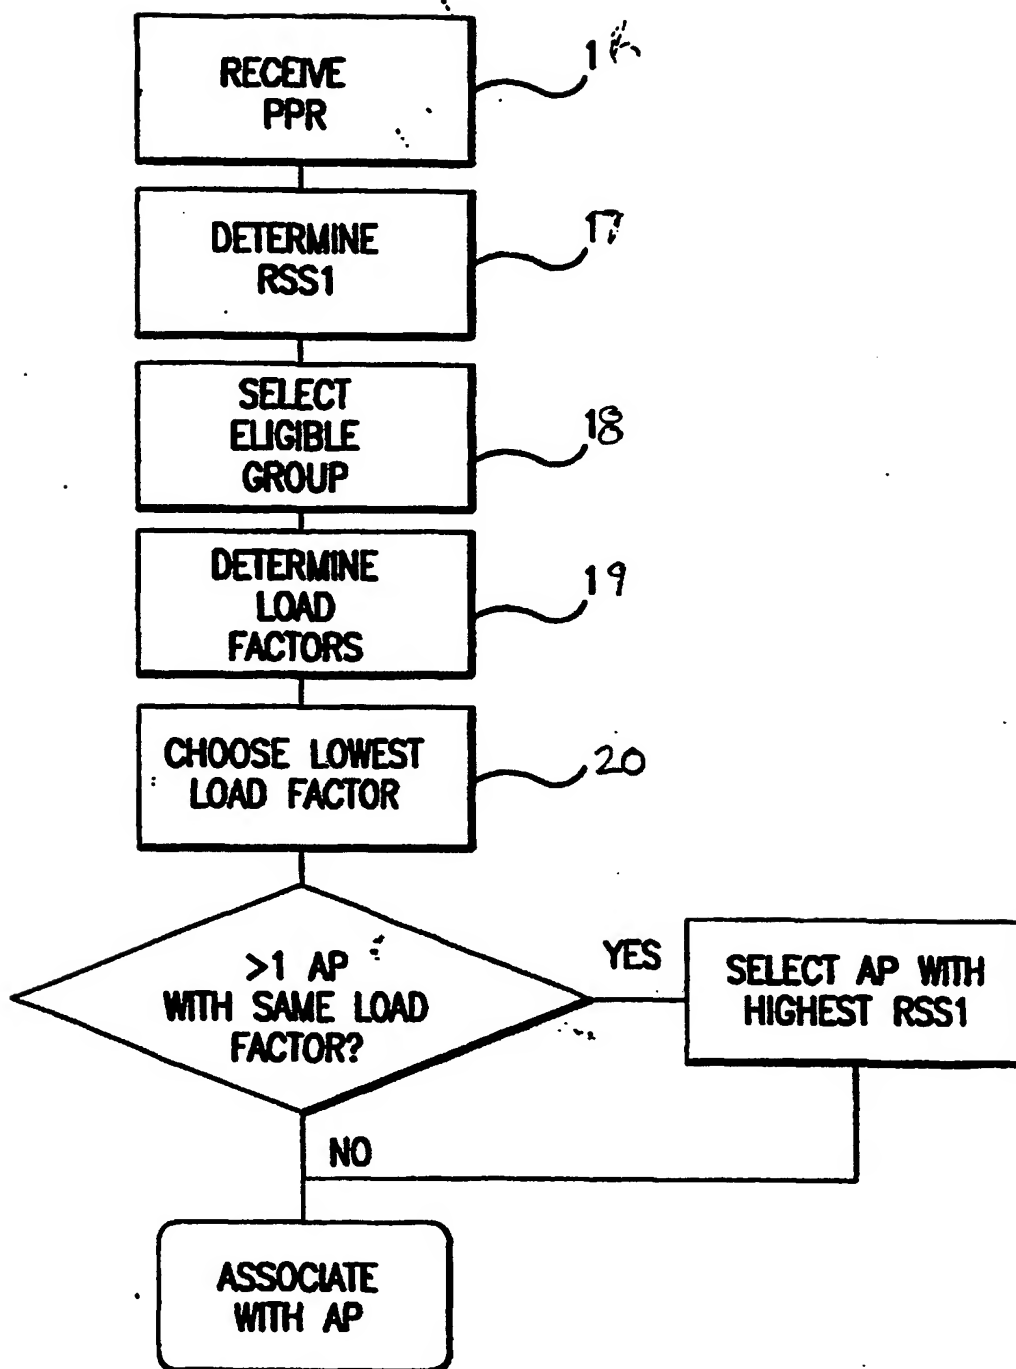 RECEIVE
PPR
DETERMINE
RSS1
17
SELECT
ELIGIBLE
GROUP
18
DETERMINE
LOAD
FACTORS
19
CHOOSE LOWEST
LOAD FACTOR
20
>1 AP
WITH SAME LOAD
FACTOR?
YES
SELECT AP WITH
HIGHEST RSS1
NO
ASSOCIATE
WITH AP